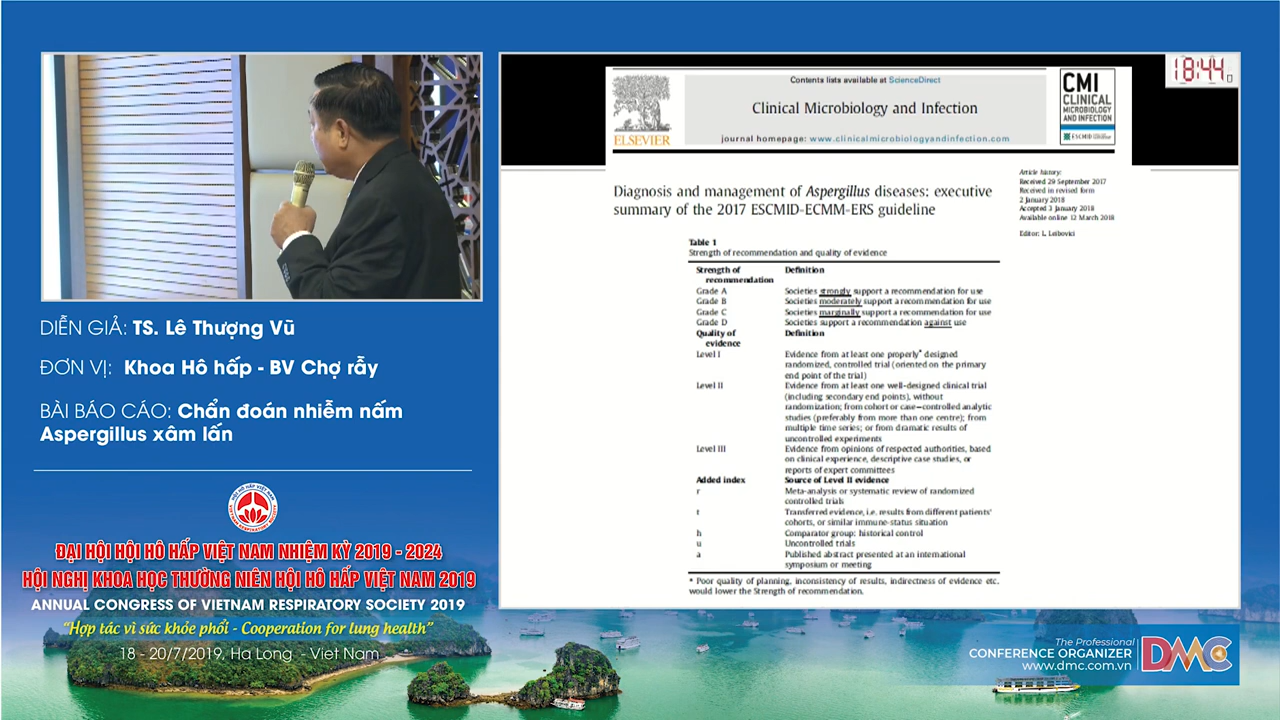 DIỄN GIẢ: TS. Lê Thượng Vũ
ĐƠN VỊ: Khoa Hô hấp - BV Chợ rẫy
BÀI BÁO CÁO: Chẩn đoán nhiễm nấm
Aspergillus xâm lấn
HỘI HÔ HẤP VIỆT NAM
VIETNAM RESPIRATORY SOCIETY
ĐẠI HỘI HỘI HÔ HẤP VIỆT NAM NHIỆM KỲ 2019 - 2024
HỘI NGHỊ KHOA HỌC THƯỜNG NIÊN HỘI HÔ HẤP VIỆT NAM 2019
ANNUAL CONGRESS OF VIETNAM RESPIRATORY SOCIETY 2019
“Hợp tác vì sức khỏe phổi - Cooperation for lung health”
18 - 20/7/2019, Ha Long - Viet Nam
18:44
ELSEVIER
Contents lists available at ScienceDirect
Clinical Microbiology and Infection
journal homepage: www.clinicalmicrobiologyandinfection.com
CMI
CLINICAL
MICROBIOLOGY
AND INFECTION
ESCMID
Diagnosis and management of Aspergillus diseases: executive
summary of the 2017 ESCMID-ECMM-ERS guideline
Article history:
Received 29 September 2017
Received in revised form
2 January 2018
Accepted 3 January 2018
Available online 12 March 2018
Editor: L. Leibovici
Table 1
Strength of recommendation and quality of evidence
Strength of recommendation Definition
Grade A Societies strongly support a recommendation for use
Grade B Societies moderately support a recommendation for use
Grade C Societies marginally support a recommendation for use
Grade D Societies support a recommendation against use
Quality of evidence Definition
Level I Evidence from at least one properly* designed
randomized, controlled trial (oriented on the primary
end point of the trial)
Level II Evidence from at least one well-designed clinical trial
(including secondary end points), without
randomization; from cohort or case–controlled analytic
studies (preferably from more than one centre); from
multiple time series; or from dramatic results of
uncontrolled experiments
Level III Evidence from opinions of respected authorities, based
on clinical experience, descriptive case studies, or
reports of expert committees
Added index Source of Level II evidence
r Meta-analysis or systematic review of randomized
controlled trials
t Transferred evidence, i.e. results from different patients'
cohorts, or similar immune-status situation
h Comparator group: historical control
u Uncontrolled trials
a Published abstract presented at an international
symposium or meeting
* Poor quality of planning, inconsistency of results, indirectness of evidence etc.
would lower the Strength of recommendation.
The Professional
CONFERENCE ORGANIZER
www.dmc.com.vn
DMC